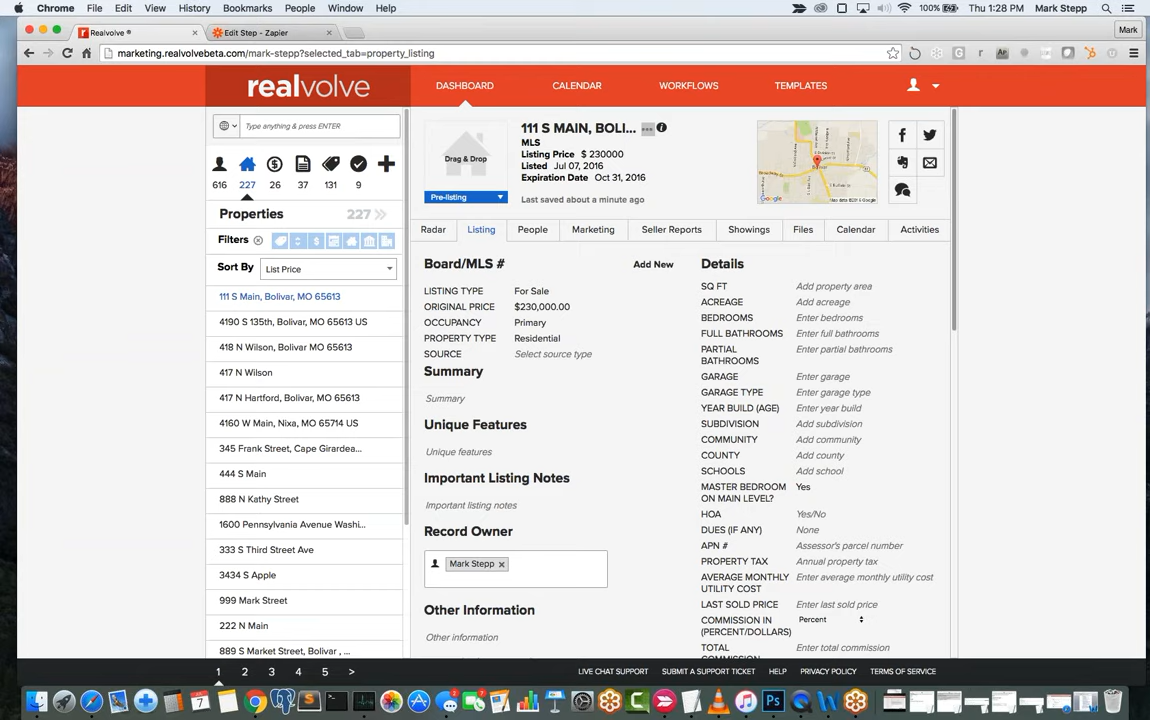 Chrome File Edit View History Bookmarks People Window Help 100% Thu 1:28 PM Mark Stepp
Realvolve ® Edit Step - Zapier Mark
marketing.realvolvebeta.com/mark-stepp?selected_tab=property_listing
realvolve DASHBOARD CALENDAR WORKFLOWS TEMPLATES
Type anything & press ENTER
616 227 26 37 131 9
Properties 227
Filters
Sort By List Price
111 S Main, Bolivar, MO 65613
4190 S 135th, Bolivar, MO 65613 US
418 N Wilson, Bolivar MO 65613
417 N Wilson
417 N Hartford, Bolivar, MO 65613
4160 W Main, Nixa, MO 65714 US
345 Frank Street, Cape Girardea...
444 S Main
888 N Kathy Street
1600 Pennsylvania Avenue Washi...
333 S Third Street Ave
3434 S Apple
999 Mark Street
222 N Main
889 S Market Street, Bolivar , ...
1 2 3 4 5 >
Drag & Drop
Pre-listing
111 S MAIN, BOLI...
MLS
Listing Price $ 230000
Listed Jul 07, 2016
Expiration Date Oct 31, 2016
Last saved about a minute ago
Google
Radar Listing People Marketing Seller Reports Showings Files Calendar Activities
Board/MLS # Add New
LISTING TYPE For Sale
ORIGINAL PRICE $230,000.00
OCCUPANCY Primary
PROPERTY TYPE Residential
SOURCE Select source type
Summary
Summary
Unique Features
Unique features
Important Listing Notes
Important listing notes
Record Owner
Mark Stepp x
Other Information
Other information
Details
SQ FT Add property area
ACREAGE Add acreage
BEDROOMS Enter bedrooms
FULL BATHROOMS Enter full bathrooms
PARTIAL BATHROOMS Enter partial bathrooms
GARAGE Enter garage
GARAGE TYPE Enter garage type
YEAR BUILD (AGE) Enter year build
SUBDIVISION Add subdivision
COMMUNITY Add community
COUNTY Add county
SCHOOLS Add school
MASTER BEDROOM ON MAIN LEVEL? Yes
HOA Yes/No
DUES (IF ANY) None
APN # Assessor's parcel number
PROPERTY TAX Annual property tax
AVERAGE MONTHLY UTILITY COST Enter average monthly utility cost
LAST SOLD PRICE Enter last sold price
COMMISSION IN (PERCENT/DOLLARS) Percent
TOTAL Enter total commission
LIVE CHAT SUPPORT SUBMIT A SUPPORT TICKET HELP PRIVACY POLICY TERMS OF SERVICE